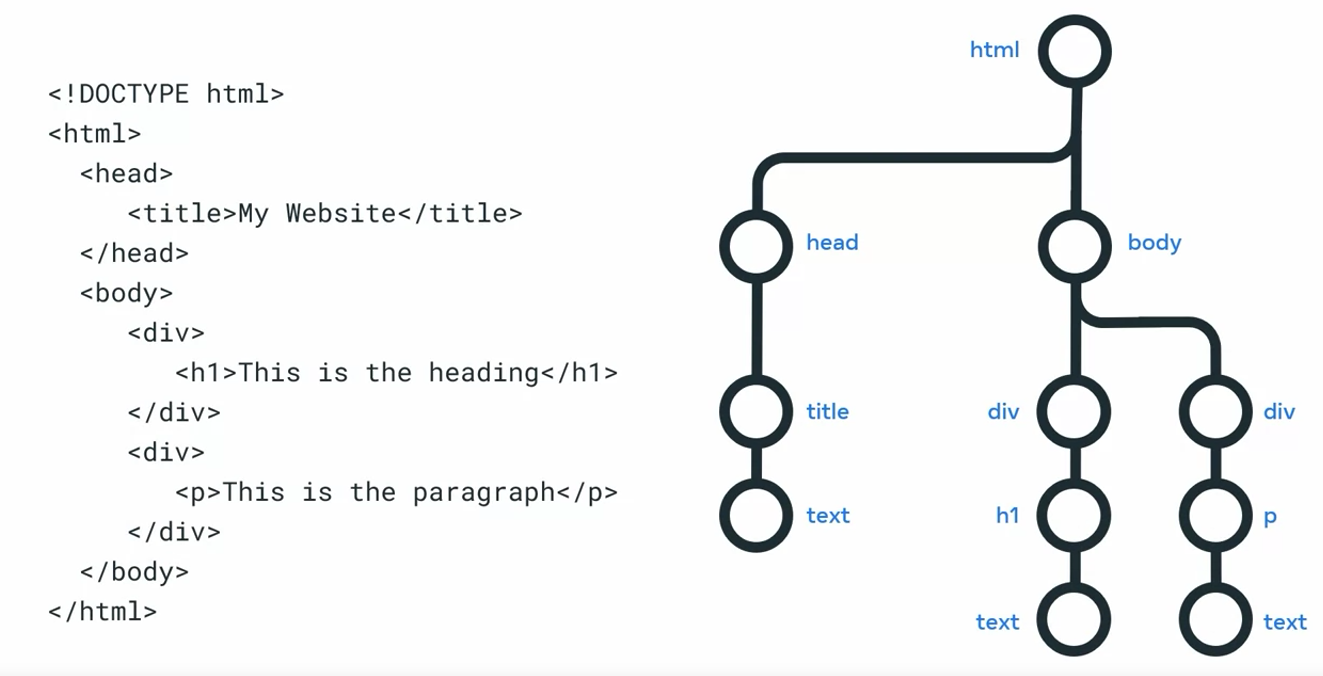 <!DOCTYPE html>
<html>
<head>
<title>My Website</title>
</head>
<body>
<div>
<h1>This is the heading</h1>
</div>
<div>
<p>This is the paragraph</p>
</div>
</body>
</html>
html
head
body
title
div
div
text
h1
p
text
text